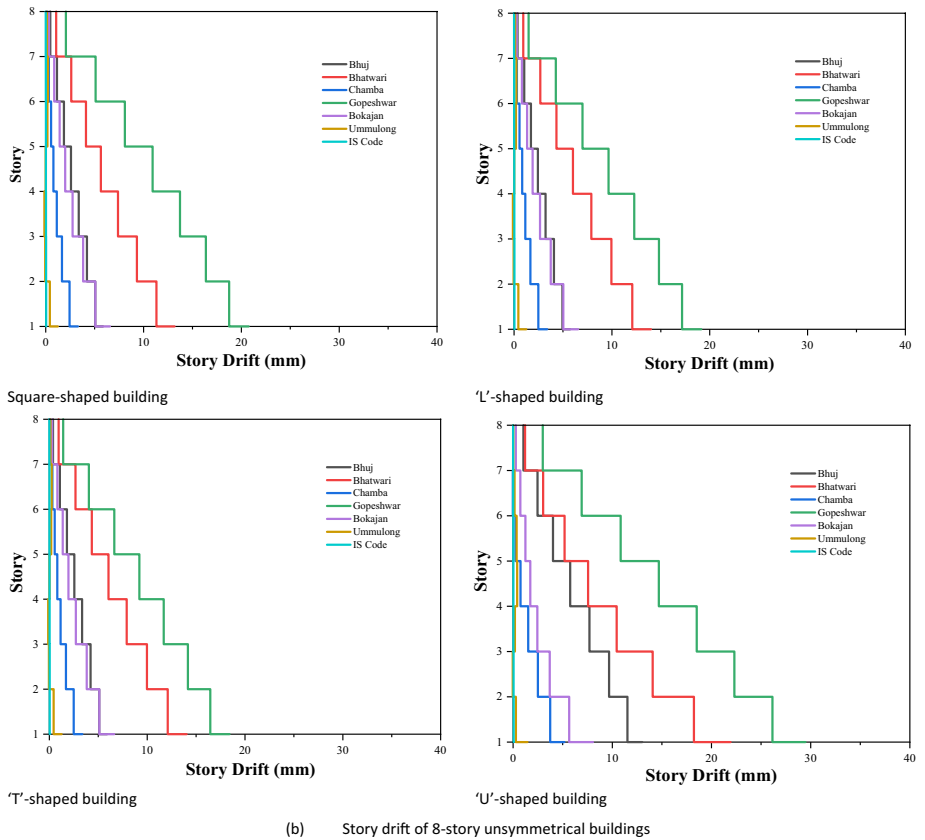 8
7
6
5
4
3
2
1
Story
0
10
20
30
40
Story Drift (mm)
Bhuj
Bhatwari
Chamba
Gopeshwar
Bokajan
Ummulong
IS Code
Square-shaped building
8
7
6
5
4
3
2
1
Story
0
10
20
30
40
Story Drift (mm)
Bhuj
Bhatwari
Chamba
Gopeshwar
Bokajan
Ummulong
IS Code
‘L’-shaped building
8
7
6
5
4
3
2
1
Story
0
10
20
30
40
Story Drift (mm)
Bhuj
Bhatwari
Chamba
Gopeshwar
Bokajan
Ummulong
IS Code
‘T’-shaped building
8
7
6
5
4
3
2
1
Story
0
10
20
30
40
Story Drift (mm)
Bhuj
Bhatwari
Chamba
Gopeshwar
Bokajan
Ummulong
IS Code
‘U’-shaped building
(b) Story drift of 8-story unsymmetrical buildings